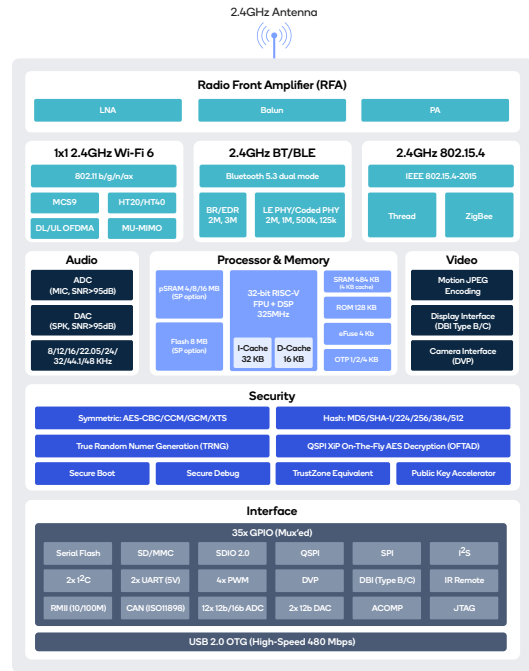 2.4GHz Antenna
Radio Front Amplifier (RFA)
LNA
Balun
PA
1x1 2.4GHz Wi-Fi 6
802.11 b/g/n/ax
MCS9
HT20/HT40
DL/UL OFDMA
MU-MIMO
2.4GHz BT/BLE
Bluetooth 5.3 dual mode
BR/EDR
2M, 3M
LE PHY/Coded PHY
2M, 1M, 500k, 125k
2.4GHz 802.15.4
IEEE 802.15.4-2015
Thread
ZigBee
Audio
ADC
(MIC, SNR>95dB)
DAC
(SPK, SNR>95dB)
8/12/16/22.05/24/
32/44.1/48 KHz
Processor & Memory
pSRAM 4/8/16 MB
(SP option)
Flash 8 MB
(SP option)
32-bit RISC-V
FPU + DSP
325MHz
I-Cache
32 KB
D-Cache
16 KB
SRAM 484 KB
(4 KB cache)
ROM 128 KB
eFuse 4 Kb
OTP 1/2/4 KB
Video
Motion JPEG
Encoding
Display Interface
(DBI Type B/C)
Camera Interface
(DVP)
Security
Symmetric: AES-CBC/CCM/GCM/XTS
Hash: MD5/SHA-1/224/256/384/512
True Random Numer Generation (TRNG)
QSPI XiP On-The-Fly AES Decryption (OFTAD)
Secure Boot
Secure Debug
TrustZone Equivalent
Public Key Accelerator
Interface
35x GPIO (Mux'ed)
Serial Flash
SD/MMC
SDIO 2.0
QSPI
SPI
I²S
2x I²C
2x UART (5V)
4x PWM
DVP
DBI (Type B/C)
IR Remote
RMII (10/100M)
CAN (ISO11898)
12x 12b/16b ADC
2x 12b DAC
ACOMP
JTAG
USB 2.0 OTG (High-Speed 480 Mbps)